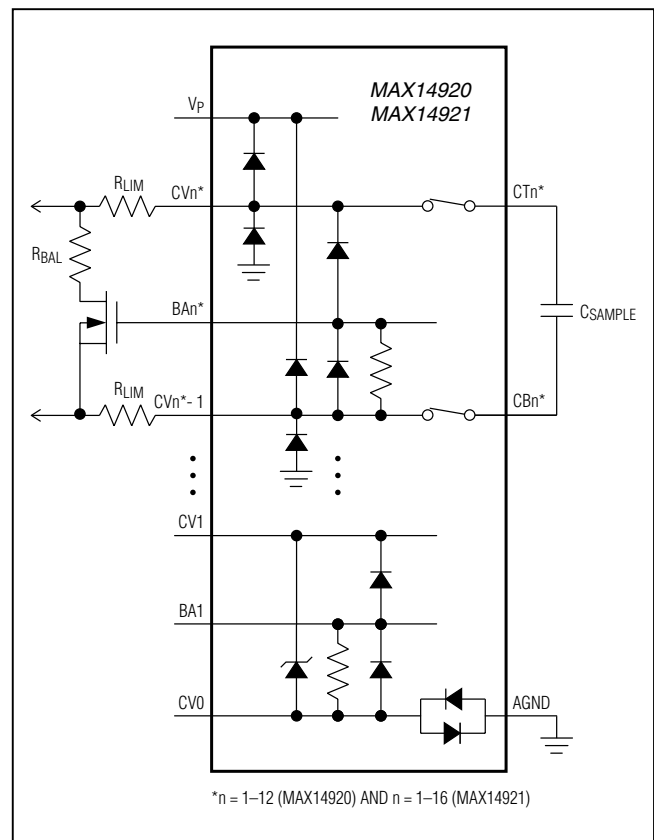 MAX14920
MAX14921
VP
RLIM
CVn*
CTn*
RBAL
BAn*
CSAMPLE
RLIM
CVn*- 1
CBn*
CV1
BA1
CV0
AGND
*n = 1–12 (MAX14920) AND n = 1–16 (MAX14921)